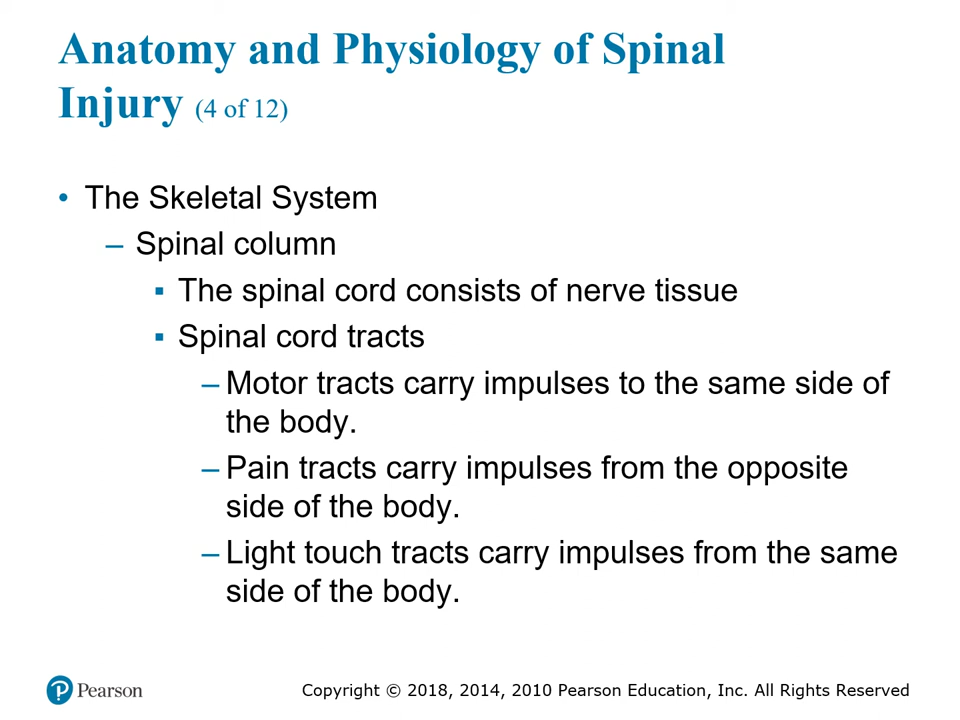 Anatomy and Physiology of Spinal
Injury (4 of 12)
• The Skeletal System
– Spinal column
▪ The spinal cord consists of nerve tissue
▪ Spinal cord tracts
– Motor tracts carry impulses to the same side of
the body.
– Pain tracts carry impulses from the opposite
side of the body.
– Light touch tracts carry impulses from the same
side of the body.
Pearson
Copyright © 2018, 2014, 2010 Pearson Education, Inc. All Rights Reserved